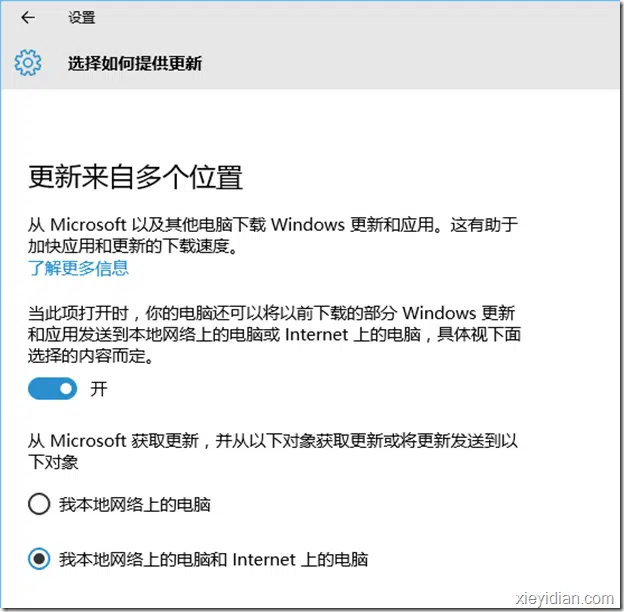 设置
选择如何提供更新
更新来自多个位置
从 Microsoft 以及其他电脑下载 Windows 更新和应用。这有助于
加快应用和更新的下载速度。
了解更多信息
当此项打开时，你的电脑还可以将以前下载的部分 Windows 更新
和应用发送到本地网络上的电脑或 Internet 上的电脑，具体视下面
选择的内容而定。
开
从 Microsoft 获取更新，并从以下对象获取更新或将更新发送到以
下对象
我本地网络上的电脑
我本地网络上的电脑和 Internet 上的电脑
xieyidian.com